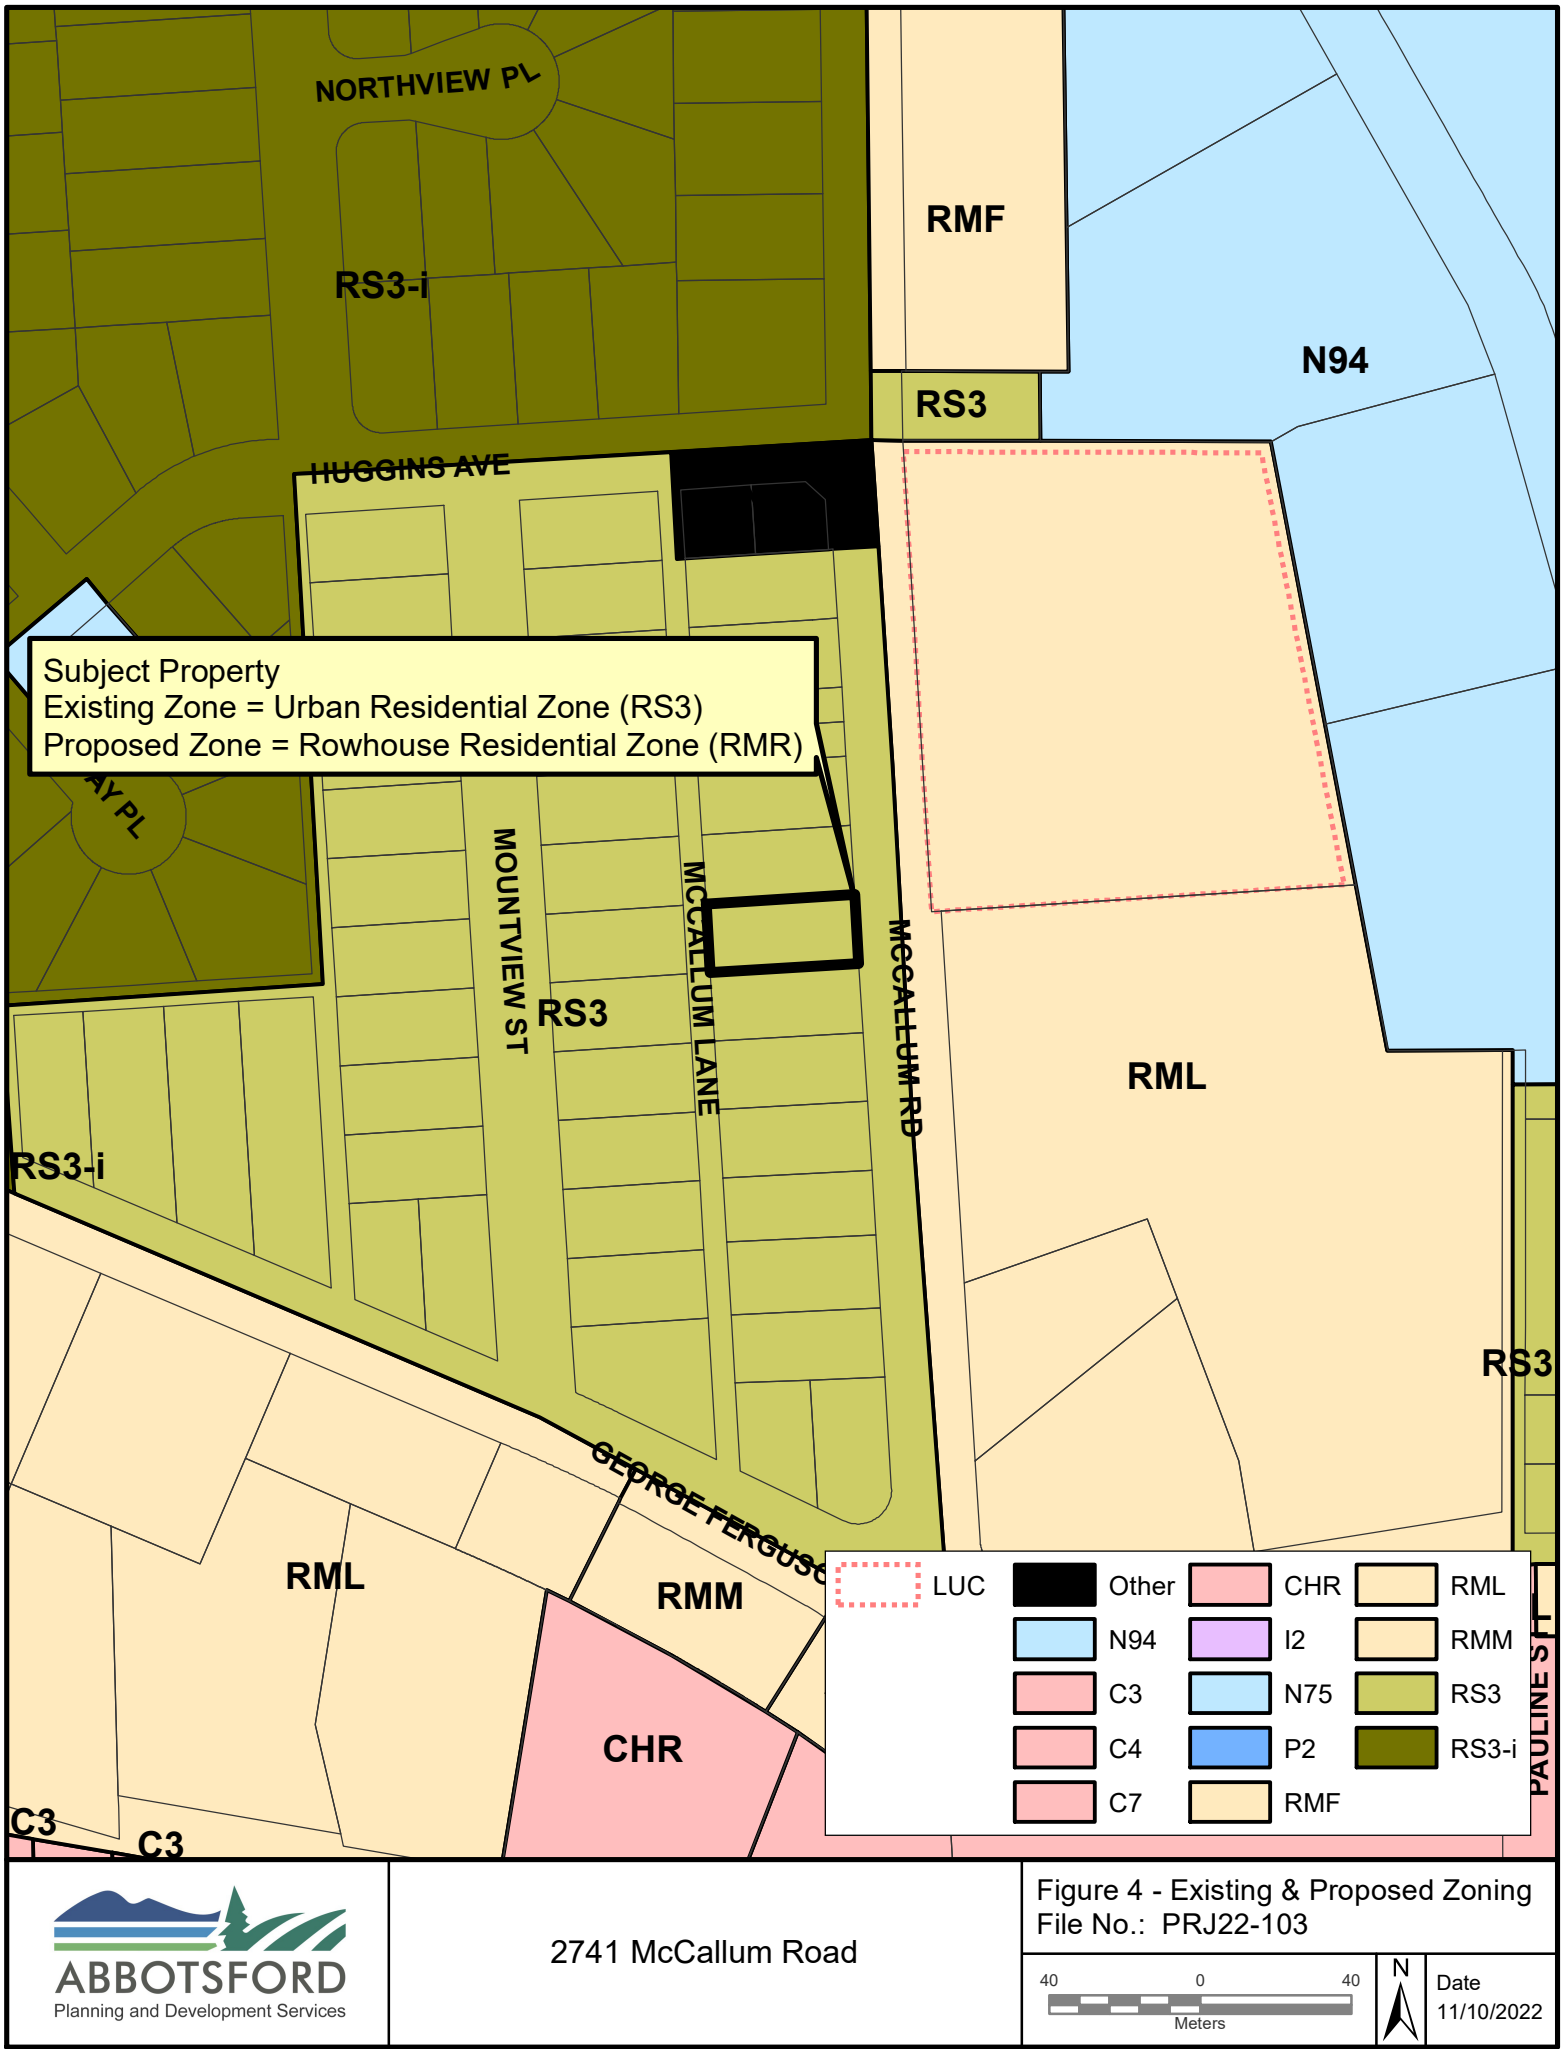 NORTHVIEW PL
RMF
RS3-i
N94
RS3
HUGGINS AVE
Subject Property
Existing Zone = Urban Residential Zone (RS3)
Proposed Zone = Rowhouse Residential Zone (RMR)
AY PL
MOUNTVIEW ST
MCCALLUM LANE
MCCALLUM RD
RS3
RML
RS3-i
RS3
GEORGE FERGUSO
RML
RMM
CHR
C3
C3
PAULINE ST
LUC
Other
N94
C3
C4
C7
CHR
I2
N75
P2
RMF
RML
RMM
RS3
RS3-i
ABBOTSFORD
Planning and Development Services
2741 McCallum Road
Figure 4 - Existing & Proposed Zoning
File No.: PRJ22-103
40 0 40
Meters
N
Date
11/10/2022